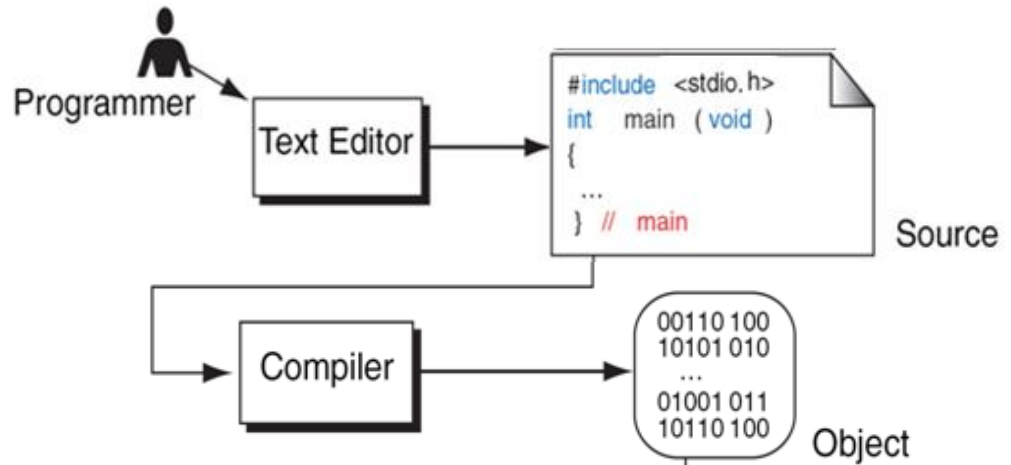 Programmer
Text Editor
#include <stdio.h>
int main ( void )
{
...
} // main
Source
Compiler
00110 100
10101 010
...
01001 011
10110 100
Object